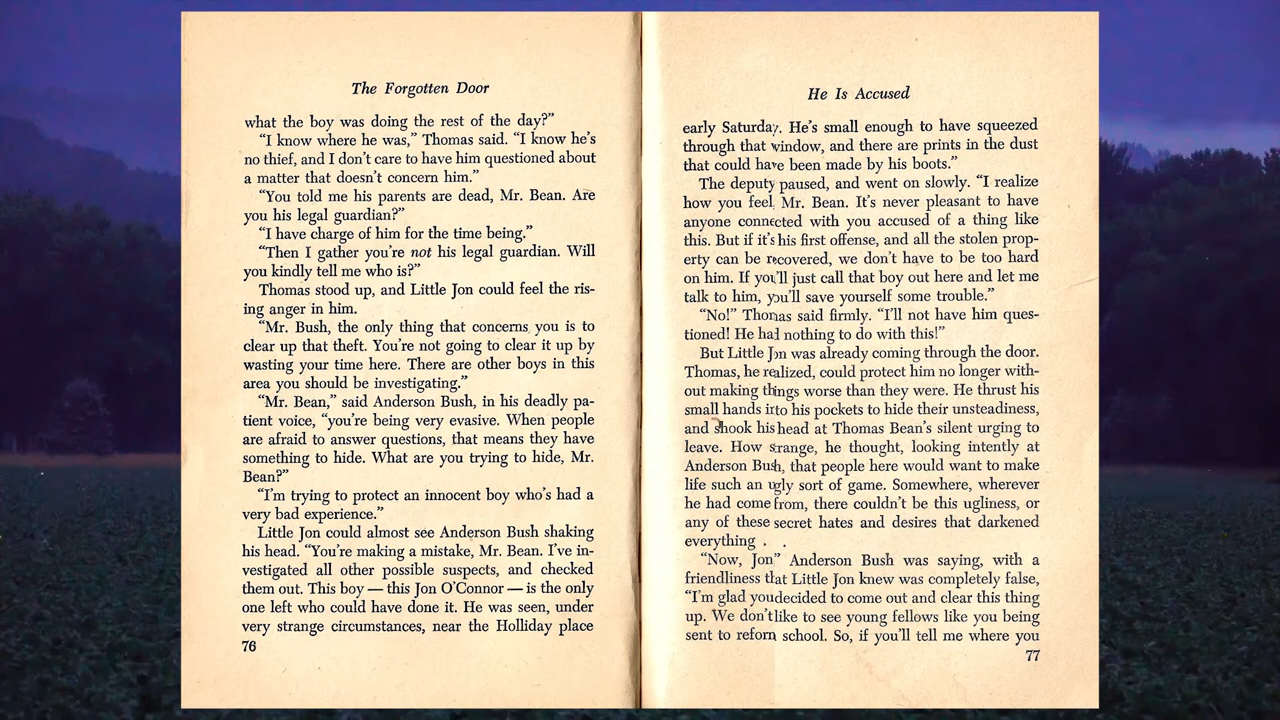 The Forgotten Door
what the boy was doing the rest of the day?”
“I know where he was,” Thomas said. “I know he’s
no thief, and I don’t care to have him questioned about
a matter that doesn’t concern him.”
“You told me his parents are dead, Mr. Bean. Are
you his legal guardian?”
“I have charge of him for the time being.”
“Then I gather you’re not his legal guardian. Will
you kindly tell me who is?”
Thomas stood up, and Little Jon could feel the ris-
ing anger in him.
“Mr. Bush, the only thing that concerns you is to
clear up that theft. You’re not going to clear it up by
wasting your time here. There are other boys in this
area you should be investigating.”
“Mr. Bean,” said Anderson Bush, in his deadly pa-
tient voice, “you’re being very evasive. When people
are afraid to answer questions, that means they have
something to hide. What are you trying to hide, Mr.
Bean?”
“I’m trying to protect an innocent boy who’s had a
very bad experience.”
Little Jon could almost see Anderson Bush shaking
his head. “You’re making a mistake, Mr. Bean. I’ve in-
vestigated all other possible suspects, and checked
them out. This boy — this Jon O’Connor — is the only
one left who could have done it. He was seen, under
very strange circumstances, near the Holliday place
76
He Is Accused
early Saturday. He’s small enough to have squeezed
through that window, and there are prints in the dust
that could have been made by his boots.”
The deputy paused, and went on slowly. “I realize
how you feel, Mr. Bean. It’s never pleasant to have
anyone connected with you accused of a thing like
this. But if it’s his first offense, and all the stolen prop-
erty can be recovered, we don’t have to be too hard
on him. If you’ll just call that boy out here and let me
talk to him, you’ll save yourself some trouble.”
“No!” Thomas said firmly. “I’ll not have him ques-
tioned! He had nothing to do with this!”
But Little Jon was already coming through the door.
Thomas, he realized, could protect him no longer with-
out making things worse than they were. He thrust his
small hands into his pockets to hide their unsteadiness,
and shook his head at Thomas Bean’s silent urging to
leave. How strange, he thought, looking intently at
Anderson Bush, that people here would want to make
life such an ugly sort of game. Somewhere, wherever
he had come from, there couldn’t be this ugliness, or
any of these secret hates and desires that darkened
everything . .
“Now, Jon” Anderson Bush was saying, with a
friendliness that Little Jon knew was completely false,
“I’m glad you decided to come out and clear this thing
up. We don’t like to see young fellows like you being
sent to reform school. So, if you’ll tell me where you
77